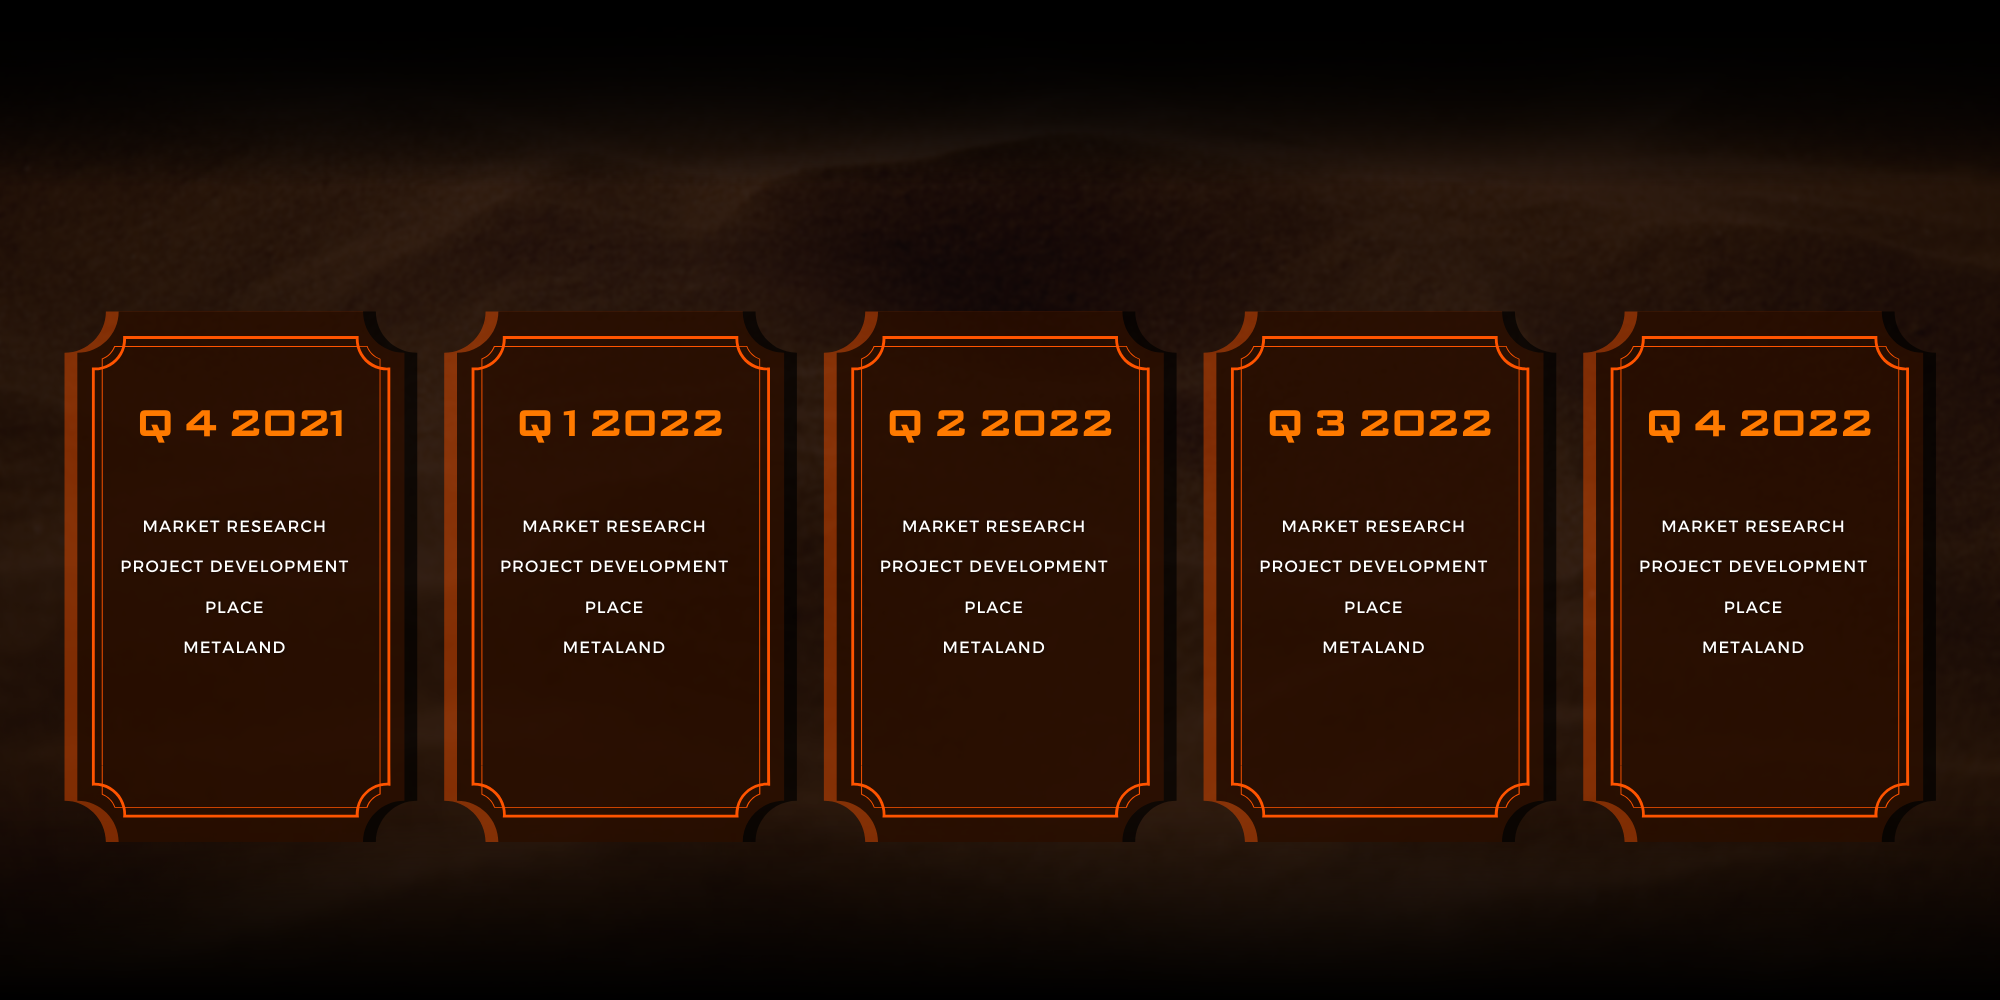 Q 4 2021
MARKET RESEARCH
PROJECT DEVELOPMENT
PLACE
METALAND
Q 1 2022
MARKET RESEARCH
PROJECT DEVELOPMENT
PLACE
METALAND
Q 2 2022
MARKET RESEARCH
PROJECT DEVELOPMENT
PLACE
METALAND
Q 3 2022
MARKET RESEARCH
PROJECT DEVELOPMENT
PLACE
METALAND
Q 4 2022
MARKET RESEARCH
PROJECT DEVELOPMENT
PLACE
METALAND